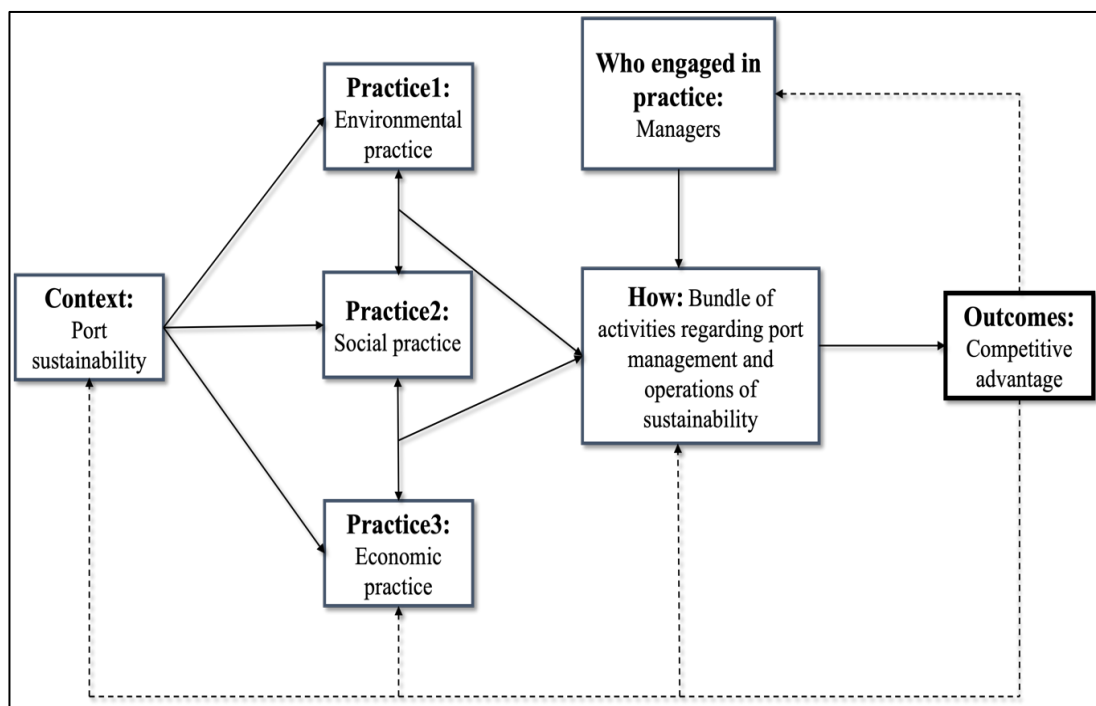 Practice1:
Environmental
practice
Who engaged in
practice:
Managers
Context:
Port
sustainability
Practice2:
Social practice
How: Bundle of
activities regarding port
management and
operations of
sustainability
Outcomes:
Competitive
advantage
Practice3:
Economic
practice